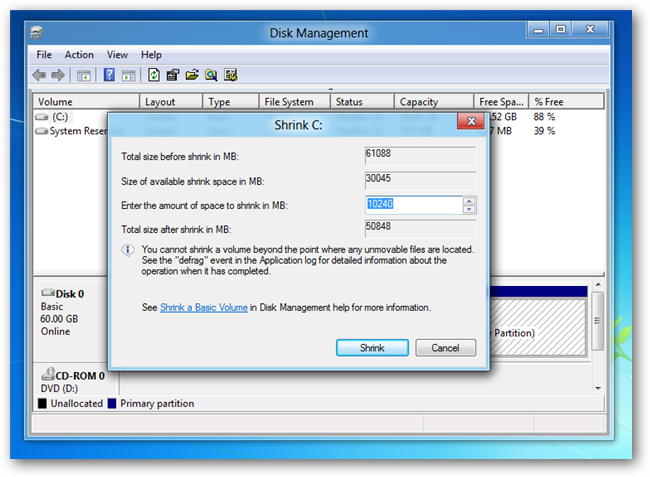 Disk Management
File Action View Help
Volume Layout Type File System Status Capacity Free Spa... % Free
(C:) 52 GB 88 %
System Reser MB 39 %
Shrink C:
Total size before shrink in MB: 61088
Size of available shrink space in MB: 30045
Enter the amount of space to shrink in MB: 10240
Total size after shrink in MB: 50848
You cannot shrink a volume beyond the point where any unmovable files are located.
See the "defrag" event in the Application log for detailed information about the
operation when it has completed.
See Shrink a Basic Volume in Disk Management help for more information.
Shrink Cancel
Disk 0
Basic
60.00 GB
Online
Partition)
CD-ROM 0
DVD (D:)
Unallocated Primary partition